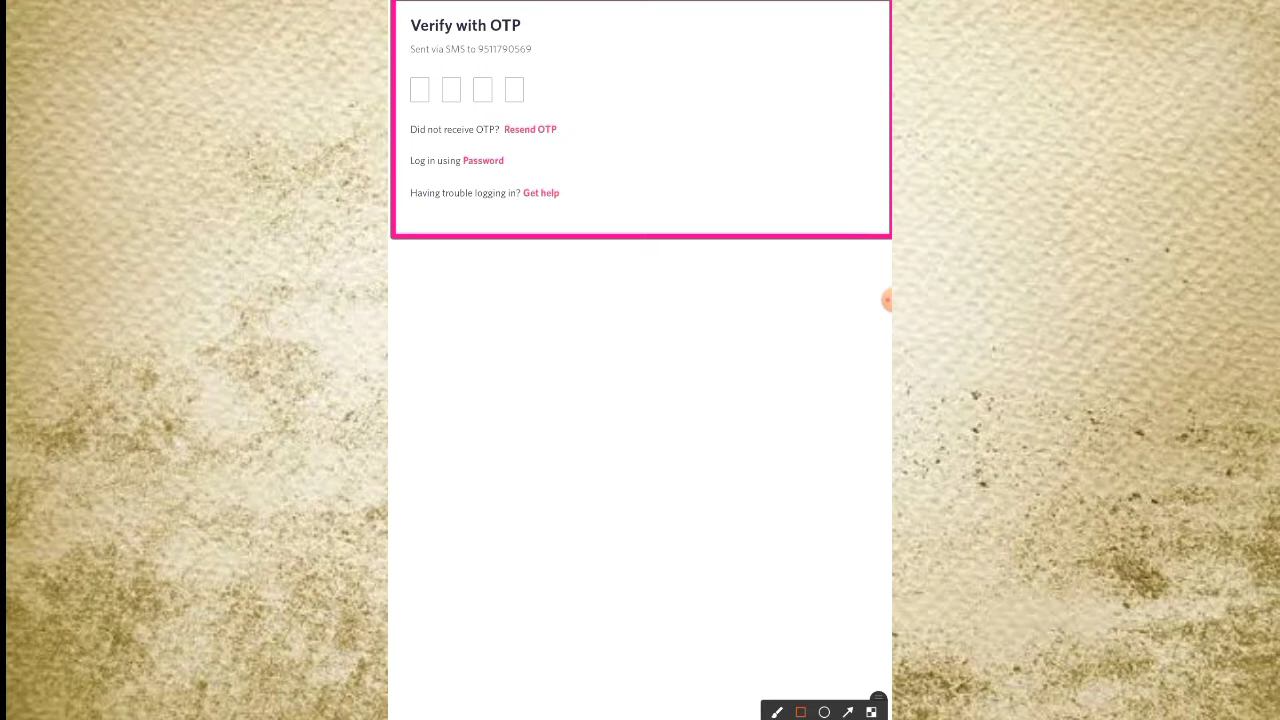 Verify with OTP
Sent via SMS to 9511790569
Did not receive OTP? Resend OTP
Log in using Password
Having trouble logging in? Get help